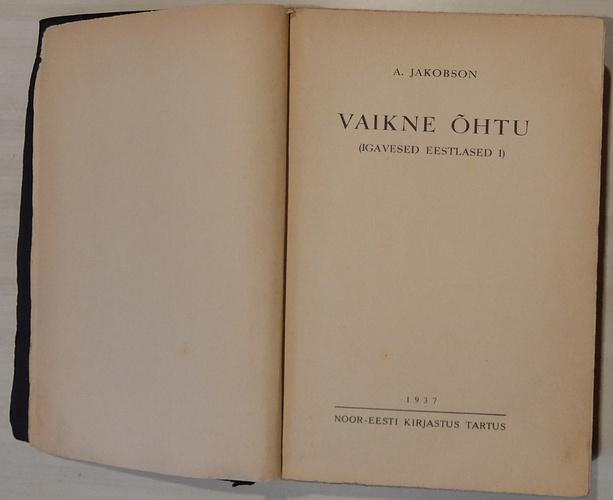 A. JAKOBSON
VAIKNE ÕHTU
(IGAVESED EESTLASED I)
1937
NOOR-EESTI KIRJASTUS TARTUS